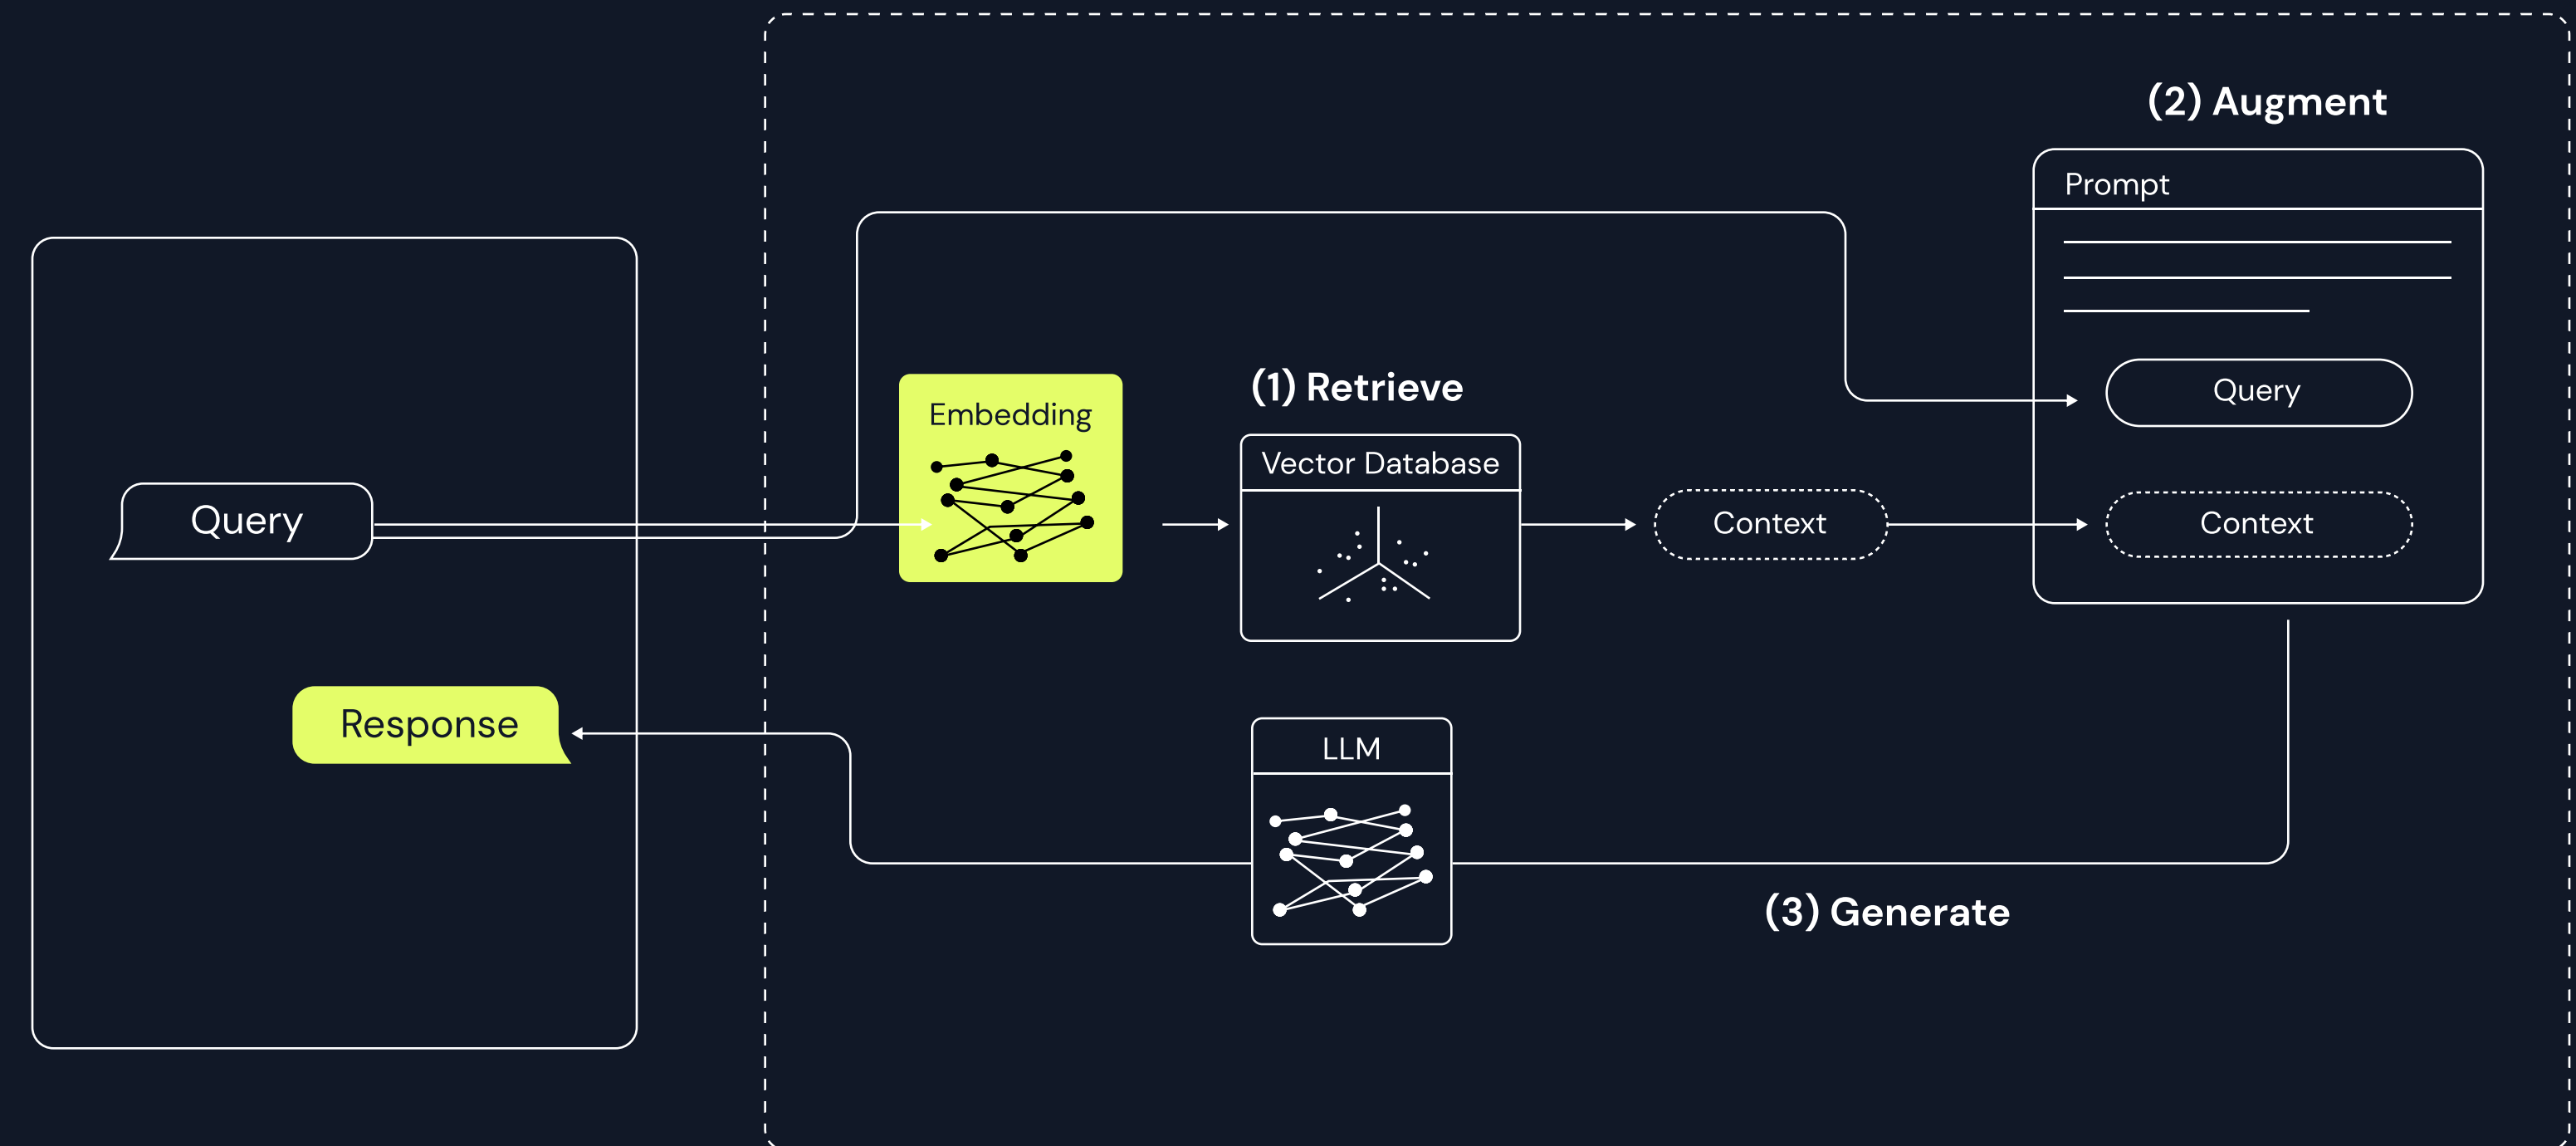 (2) Augment
Prompt
Query
Context
(1) Retrieve
Embedding
Vector Database
Context
Query
Response
LLM
(3) Generate